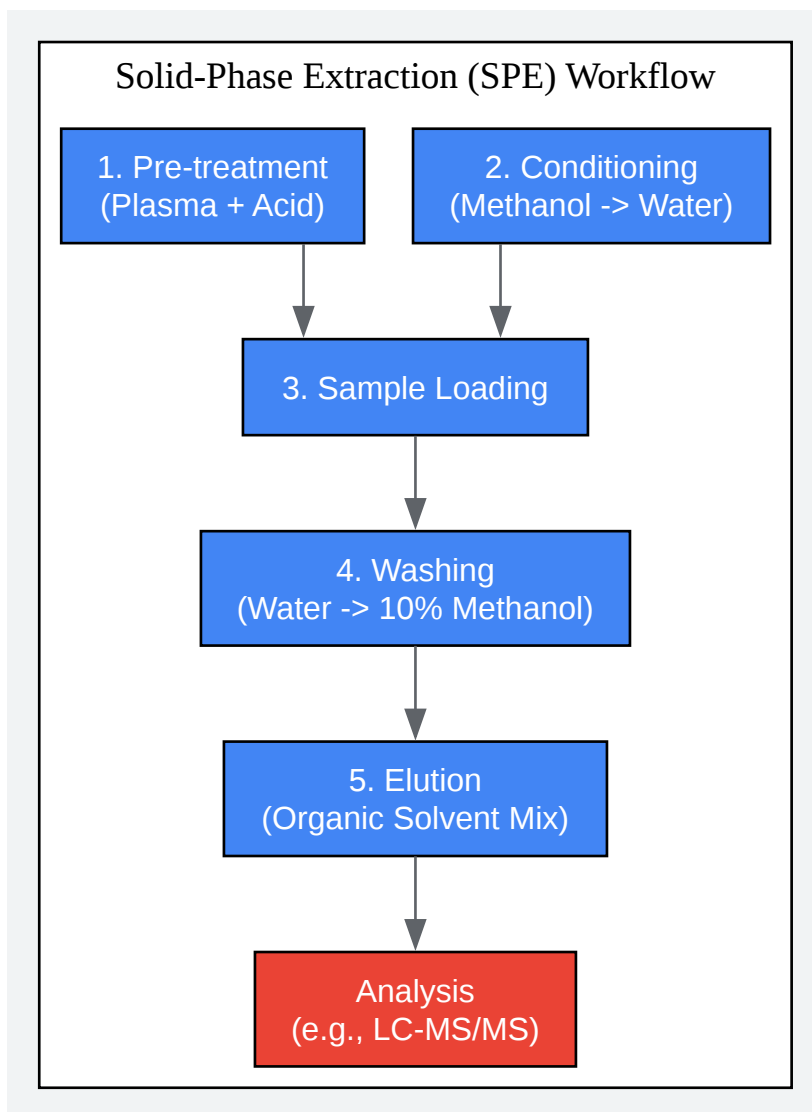 Solid-Phase Extraction (SPE) Workflow
1. Pre-treatment
(Plasma + Acid)
2. Conditioning
(Methanol -> Water)
3. Sample Loading
4. Washing
(Water -> 10% Methanol)
5. Elution
(Organic Solvent Mix)
Analysis
(e.g., LC-MS/MS)